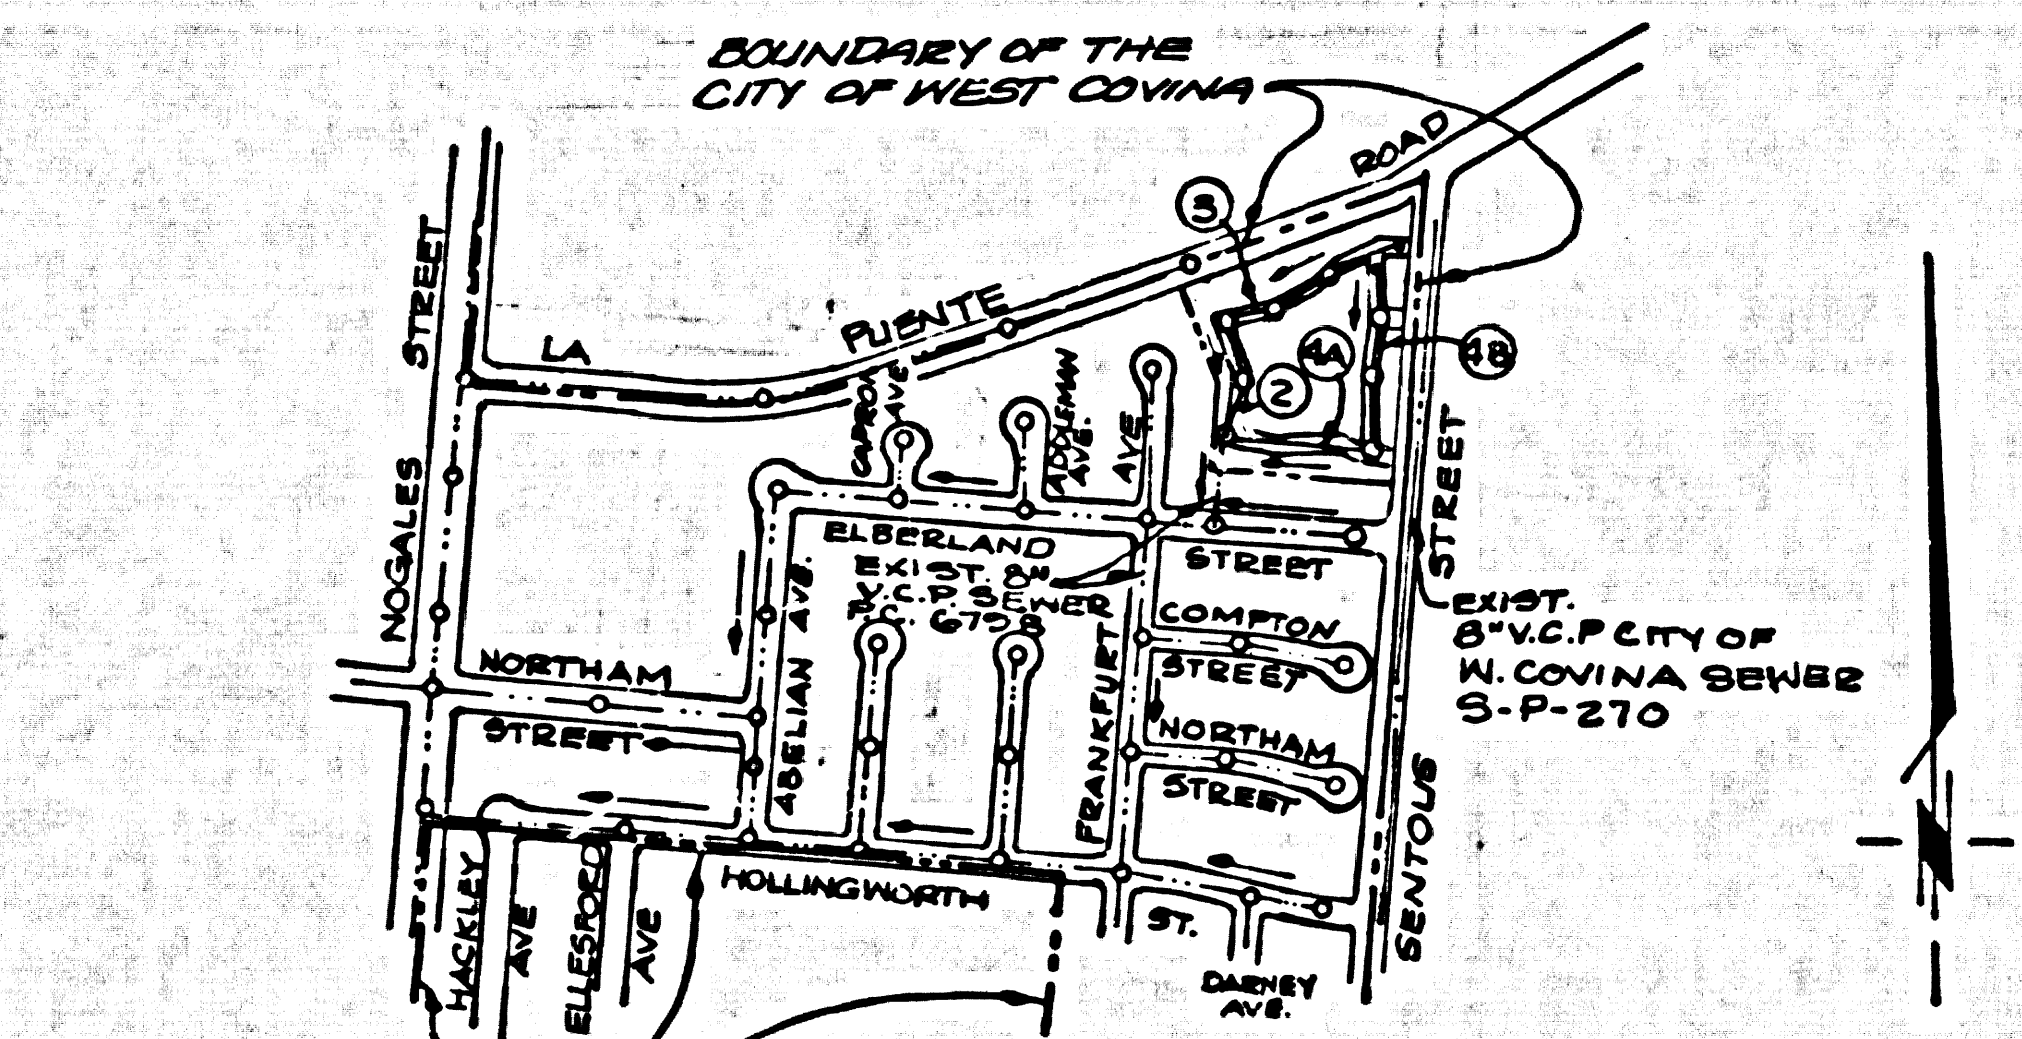 BOUNDARY OF THE
CITY OF WEST COVINA
ROAD
3
STREET
PUENTE
LA
4A
4B
2
CAPRON
AVE
ADDLEMAN
AVE.
AVE
STREET
NOGALES
ELBERLAND
STREET
EXIST. 8"
V.C.P. SEWER
P.C. 6798
COMPTON
STREET
EXIST.
8" V.C.P CITY OF
W. COVINA SEWER
S-P-270
NORTHAM
STREET
ABELIAN AVE.
FRANKFURT
NORTHAM
STREET
SENTOUS
HOLLINGWORTH
ST.
HACKLEY
AVE
ELLESFORD
AVE
DARNEY
AVE.
N